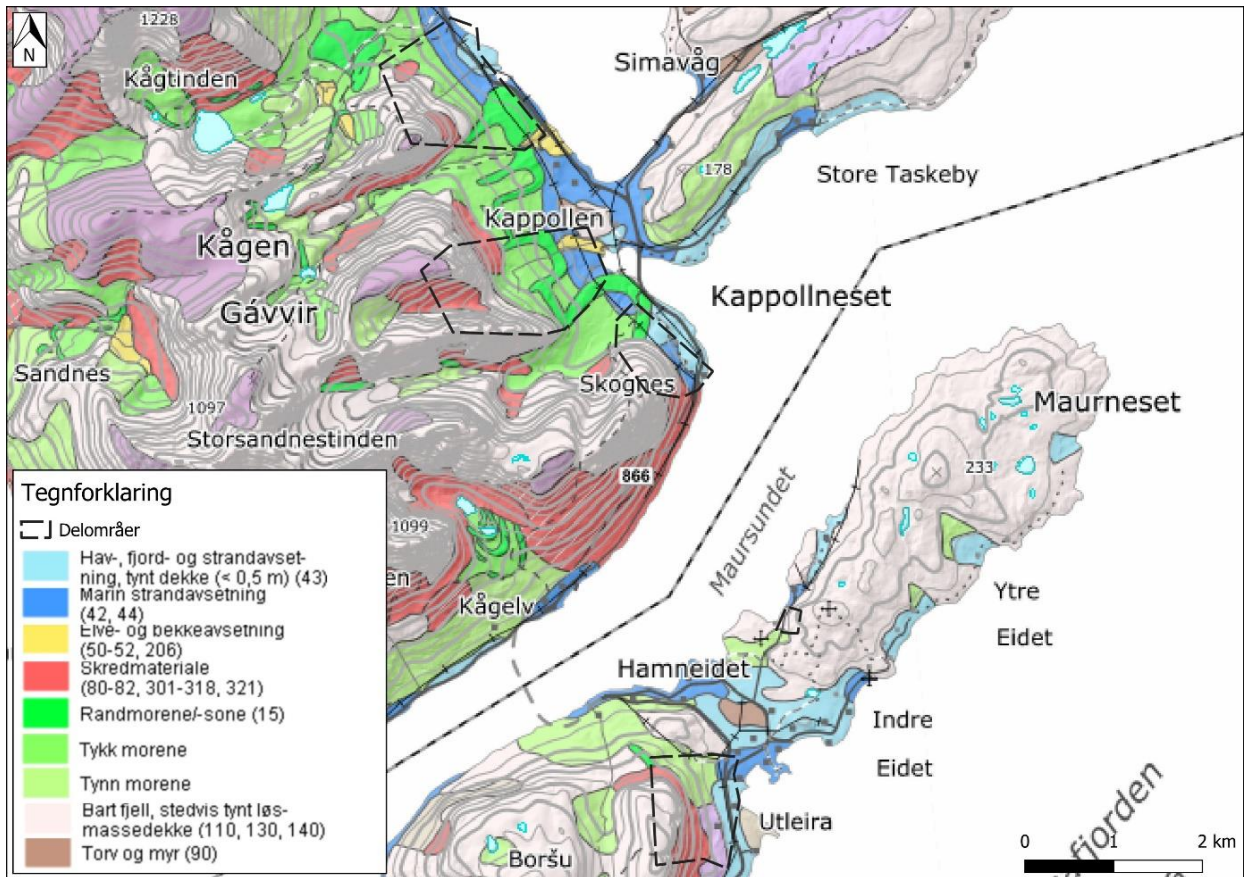 N
1228
Kågtinden
Simavåg
178
Store Taskeby
Kappollen
Kågen
Gávvir
Kappollneset
Sandnes
1097
Skognes
Storsandnestinden
Maurneset
866
233
Maursundet
1099
en
Kågelv
Ytre
Eidet
Hamneidet
Indre
Eidet
Utleira
Boršu
fjorden
Tegnforklaring
Delområer
Hav-, fjord- og strandavset-
ning, tynt dekke (< 0,5 m) (43)
Marin strandavsetning
(42, 44)
Elve- og bekkeavsetning
(50-52, 206)
Skredmateriale
(80-82, 301-318, 321)
Randmorene/-sone (15)
Tykk morene
Tynn morene
Bart fjell, stedvis tynt løs-
massedekke (110, 130, 140)
Torv og myr (90)
0 1 2 km